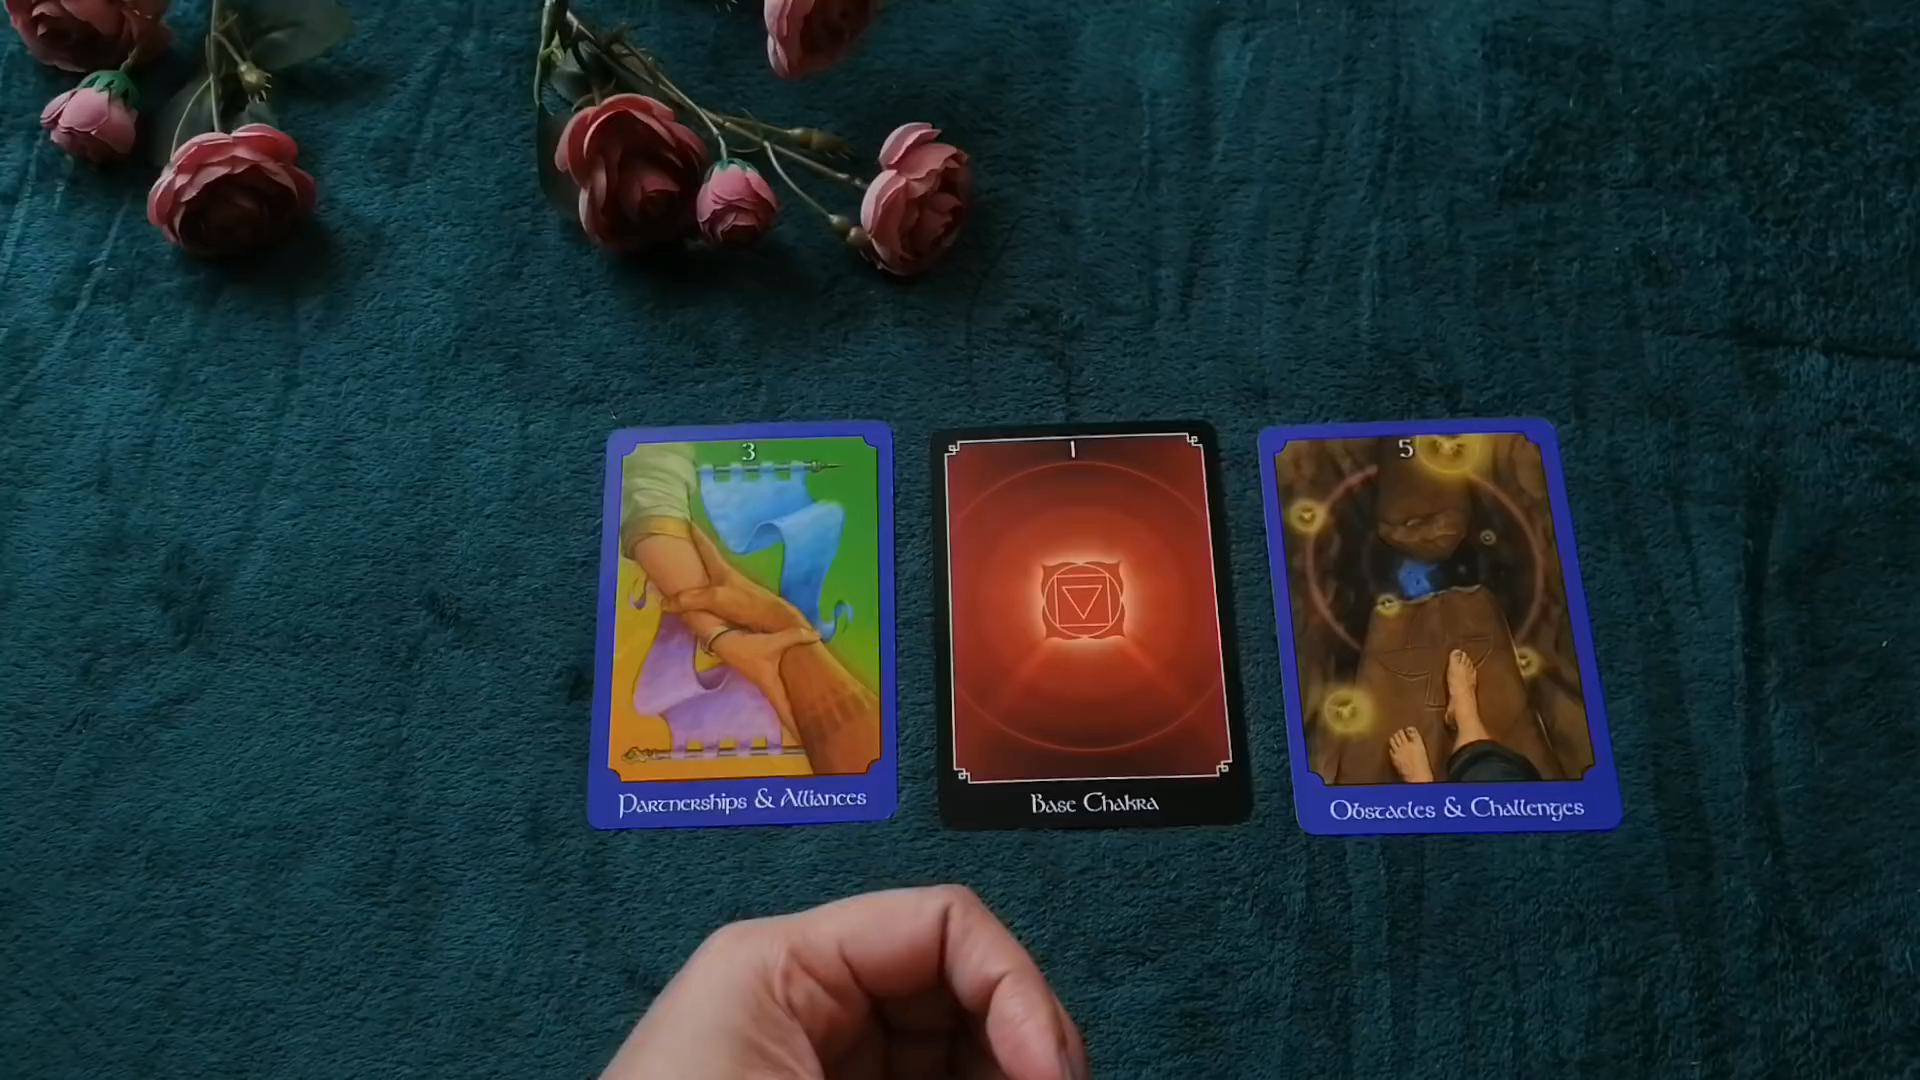 3
Partnerships & Alliances
1
Base Chakra
5
Obstacles & Challenges